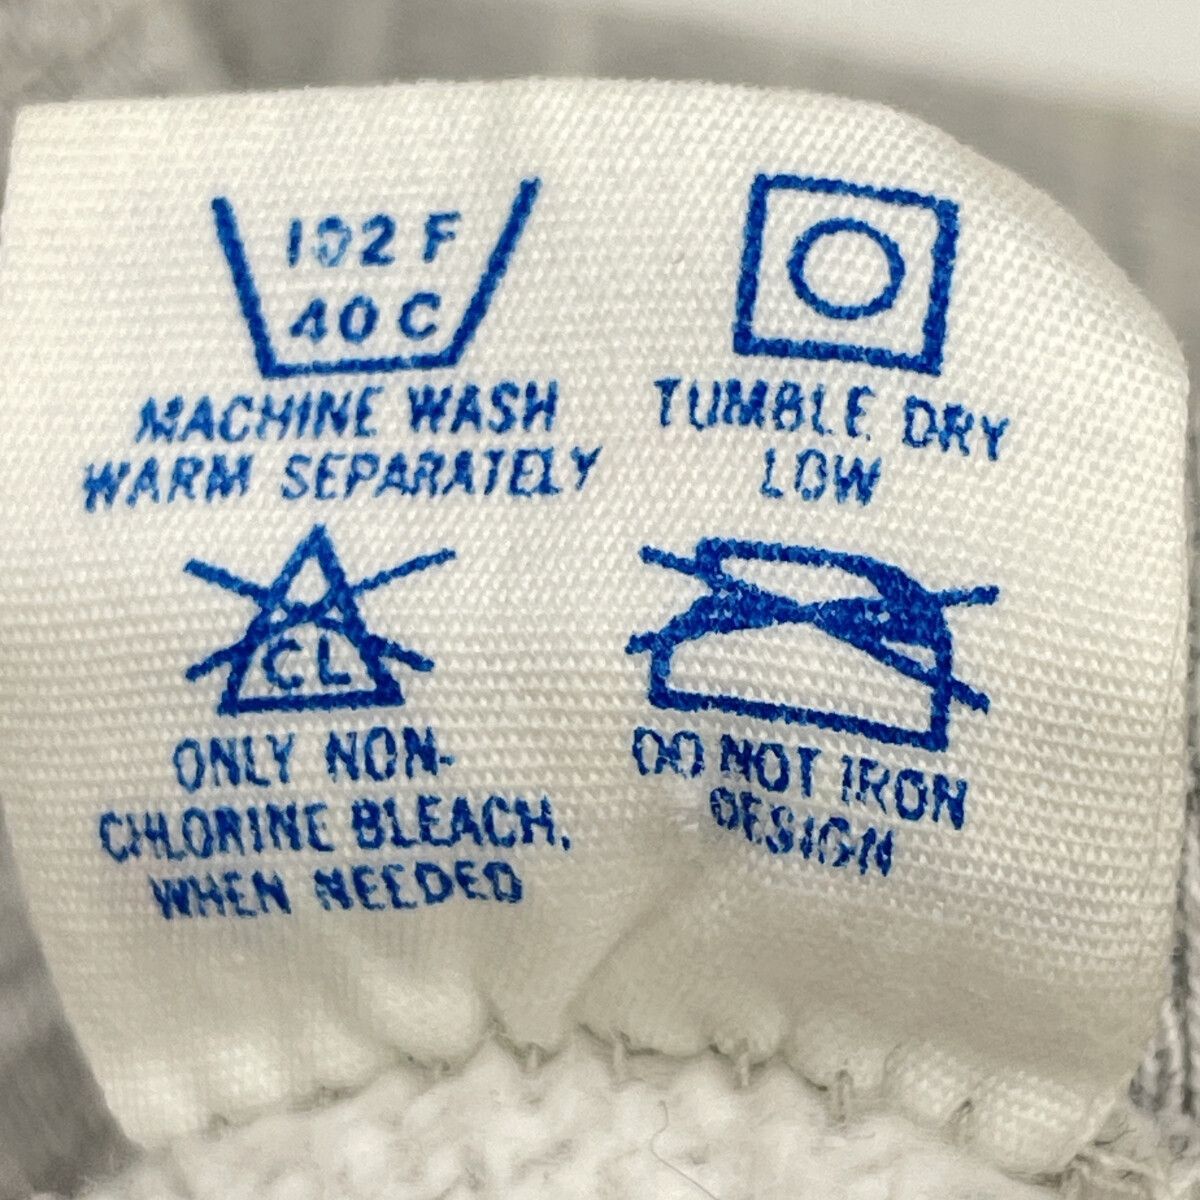 102 F
40 C
MACHINE WASH
WARM SEPARATELY
TUMBLE DRY
LOW
CL
ONLY NON-
CHLORINE BLEACH,
WHEN NEEDED
DO NOT IRON
DESIGN